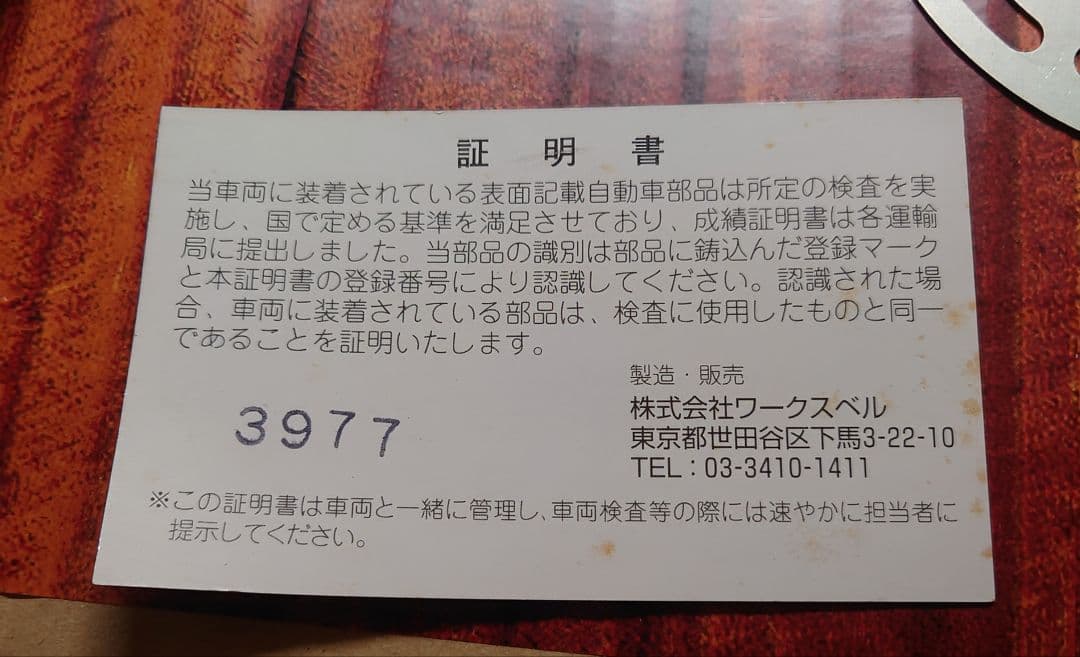 証明書
当車両に装着されている表面記載自動車部品は所定の検査を実
施し、国で定める基準を満足させており、成績証明書は各運輸
局に提出しました。当部品の識別は部品に鋳込んだ登録マーク
と本証明書の登録番号により認識してください。認識された場
合、車両に装着されている部品は、検査に使用したものと同一
であることを証明いたします。
製造・販売
株式会社ワークスベル
東京都世田谷区下馬3-22-10
TEL：03-3410-1411
3977
※この証明書は車両と一緒に管理し、車両検査等の際には速やかに担当者に
提示してください。